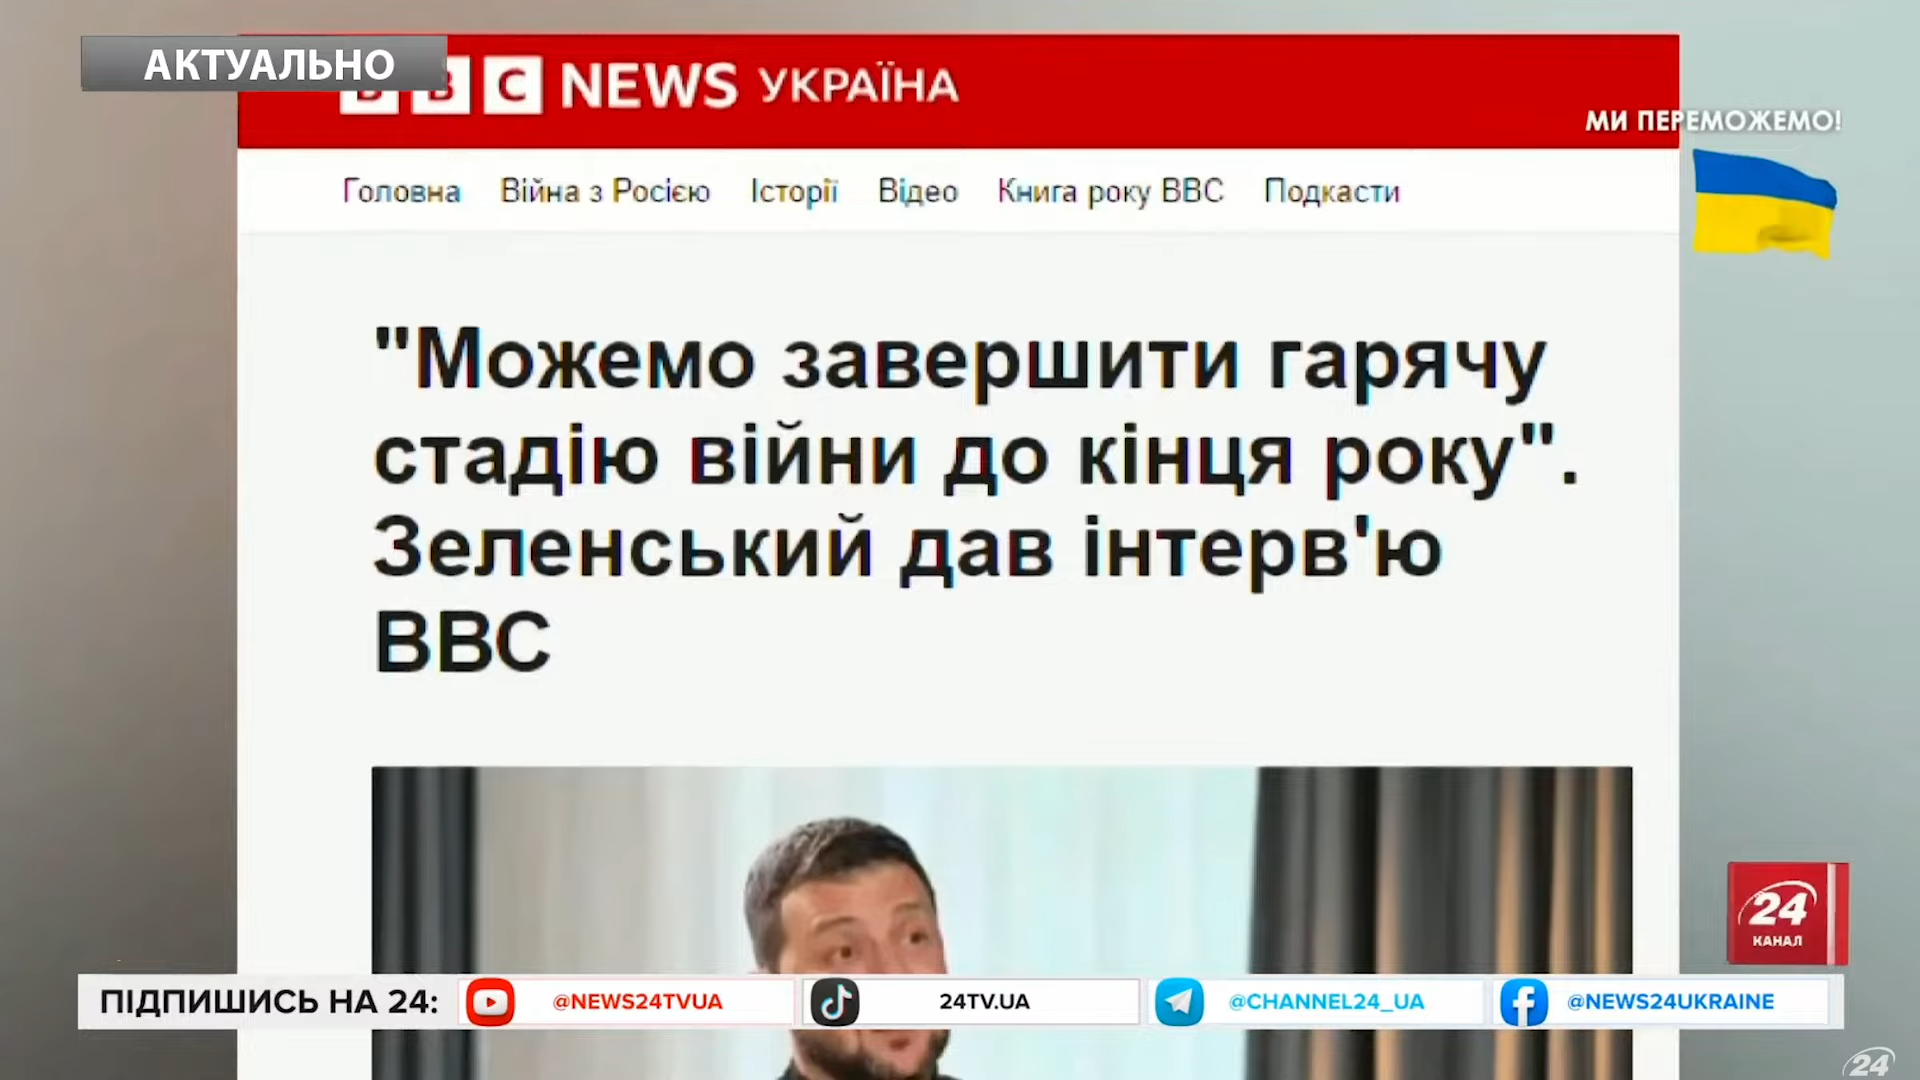 АКТУАЛЬНО
BBC NEWS УКРАЇНА
МИ ПЕРЕМОЖЕМО!
Головна Війна з Росією Історії Відео Книга року BBC Подкасти
"Можемо завершити гарячу
стадію війни до кінця року".
Зеленський дав інтерв'ю
BBC
24
КАНАЛ
ПІДПИШИСЬ НА 24: @NEWS24TVUA 24TV.UA @CHANNEL24_UA @NEWS24UKRAINE
24